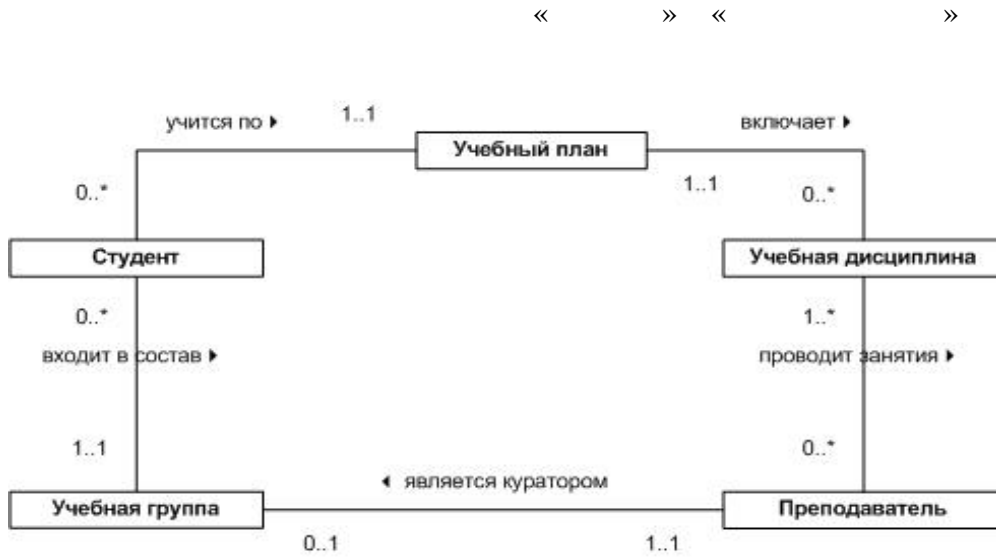 « » « »
учится по ▶ 1..1 включает ▶
Учебный план
0..* 1..1 0..*
Студент Учебная дисциплина
0..* 1..*
входит в состав ▶ проводит занятия ▶
1..1 0..*
◀ является куратором
Учебная группа Преподаватель
0..1 1..1